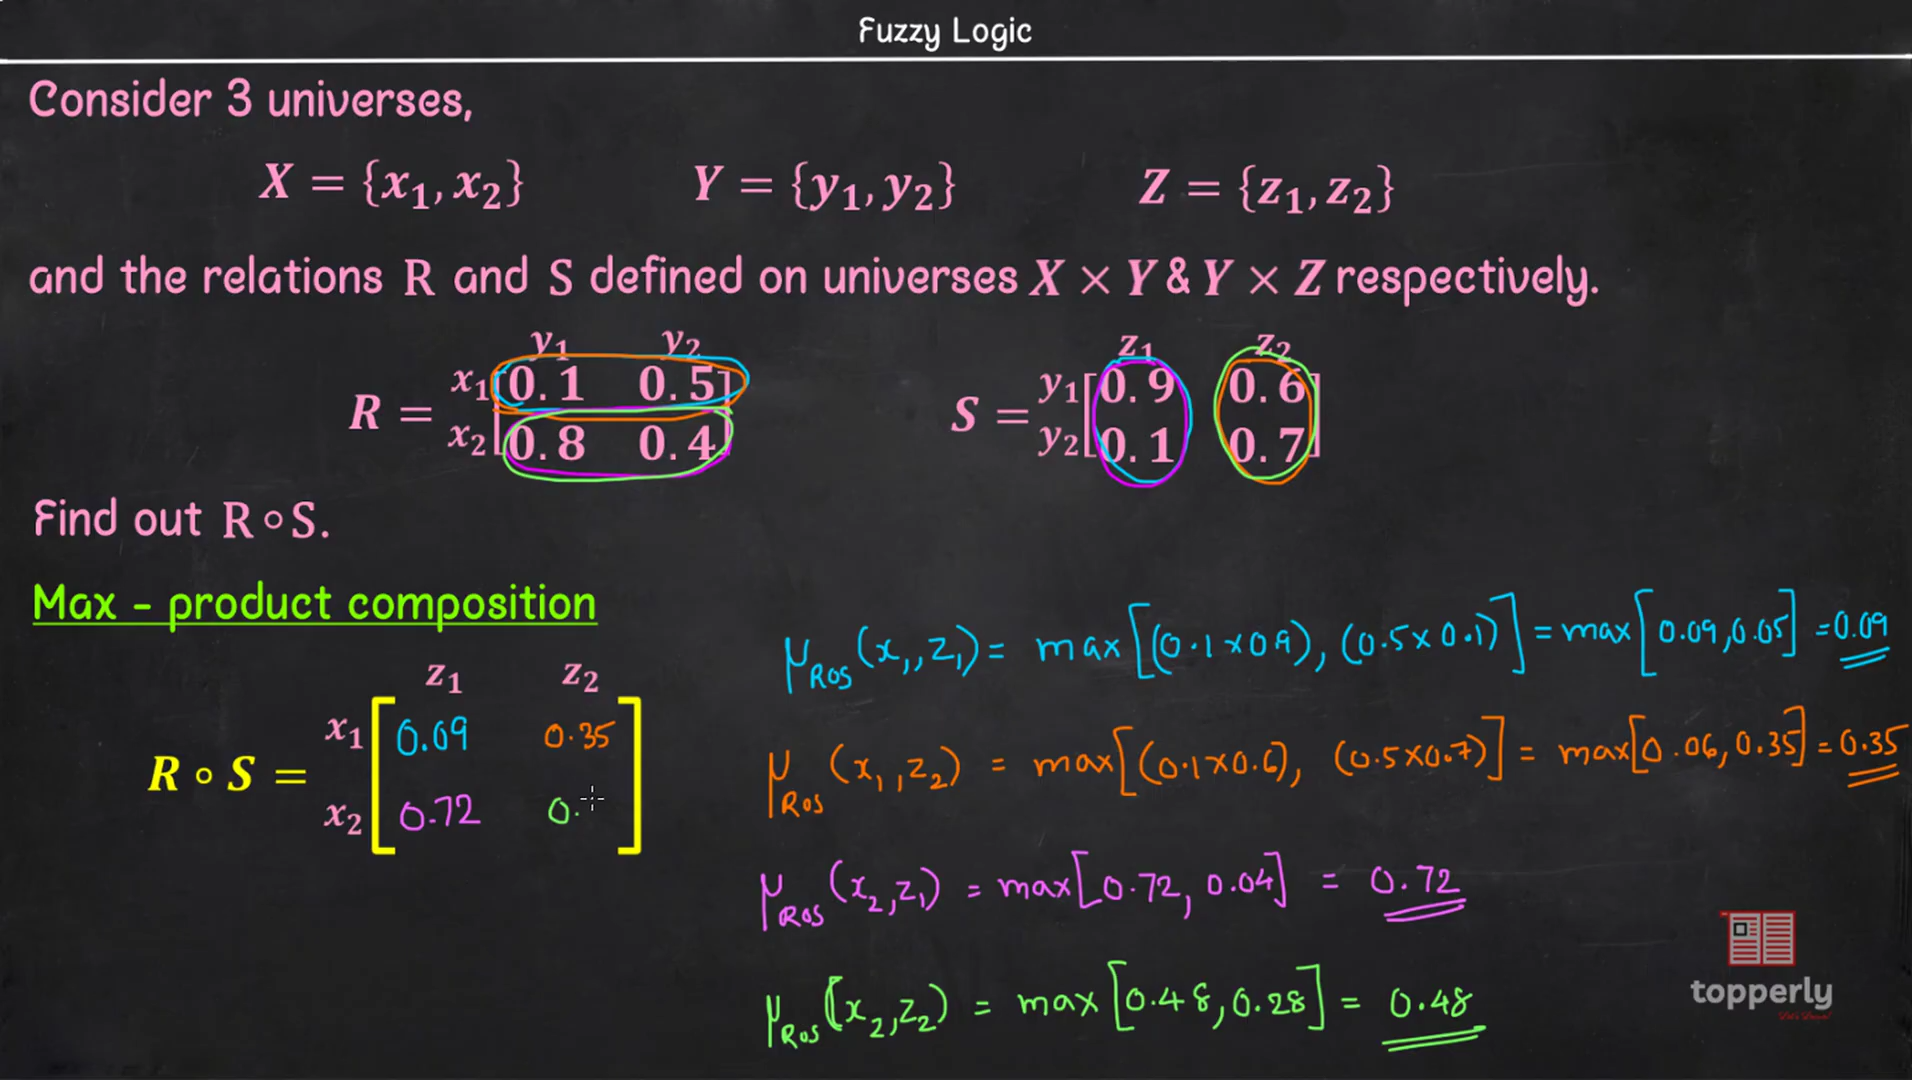 Fuzzy Logic
Consider 3 universes,
X = {x₁, x₂} Y = {y₁, y₂} Z = {z₁, z₂}
and the relations R and S defined on universes X × Y & Y × Z respectively.
y₁ y₂ z₁ z₂
x₁ [0.1 0.5] y₁ [0.9 0.6]
R = S =
x₂ [0.8 0.4] y₂ [0.1 0.7]
Find out R ∘ S.
Max - product composition
μRoS (x₁, z₁) = max[(0.1×0.9), (0.5×0.1)] = max[0.09, 0.05] = 0.09
z₁ z₂
x₁ [0.09 0.35]
R ∘ S =
x₂ [0.72 0.]
μRoS (x₁, z₂) = max[(0.1×0.6), (0.5×0.7)] = max[0.06, 0.35] = 0.35
μRoS (x₂, z₁) = max[0.72, 0.04] = 0.72
μRoS (x₂, z₂) = max[0.48, 0.28] = 0.48
topperly